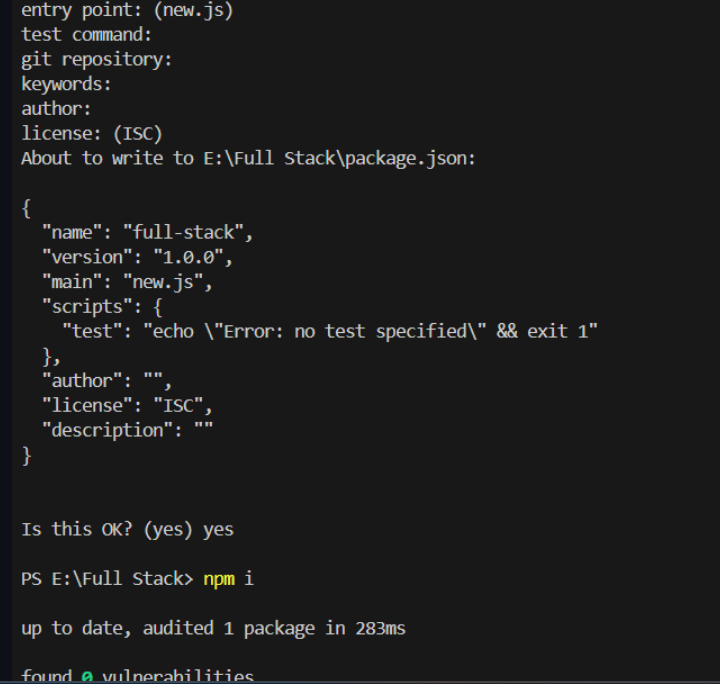 entry point: (new.js)
test command:
git repository:
keywords:
author:
license: (ISC)
About to write to E:\Full Stack\package.json:
{
  "name": "full-stack",
  "version": "1.0.0",
  "main": "new.js",
  "scripts": {
    "test": "echo \"Error: no test specified\" && exit 1"
  },
  "author": "",
  "license": "ISC",
  "description": ""
}
Is this OK? (yes) yes
PS E:\Full Stack> npm i
up to date, audited 1 package in 283ms
found 0 vulnerabilities